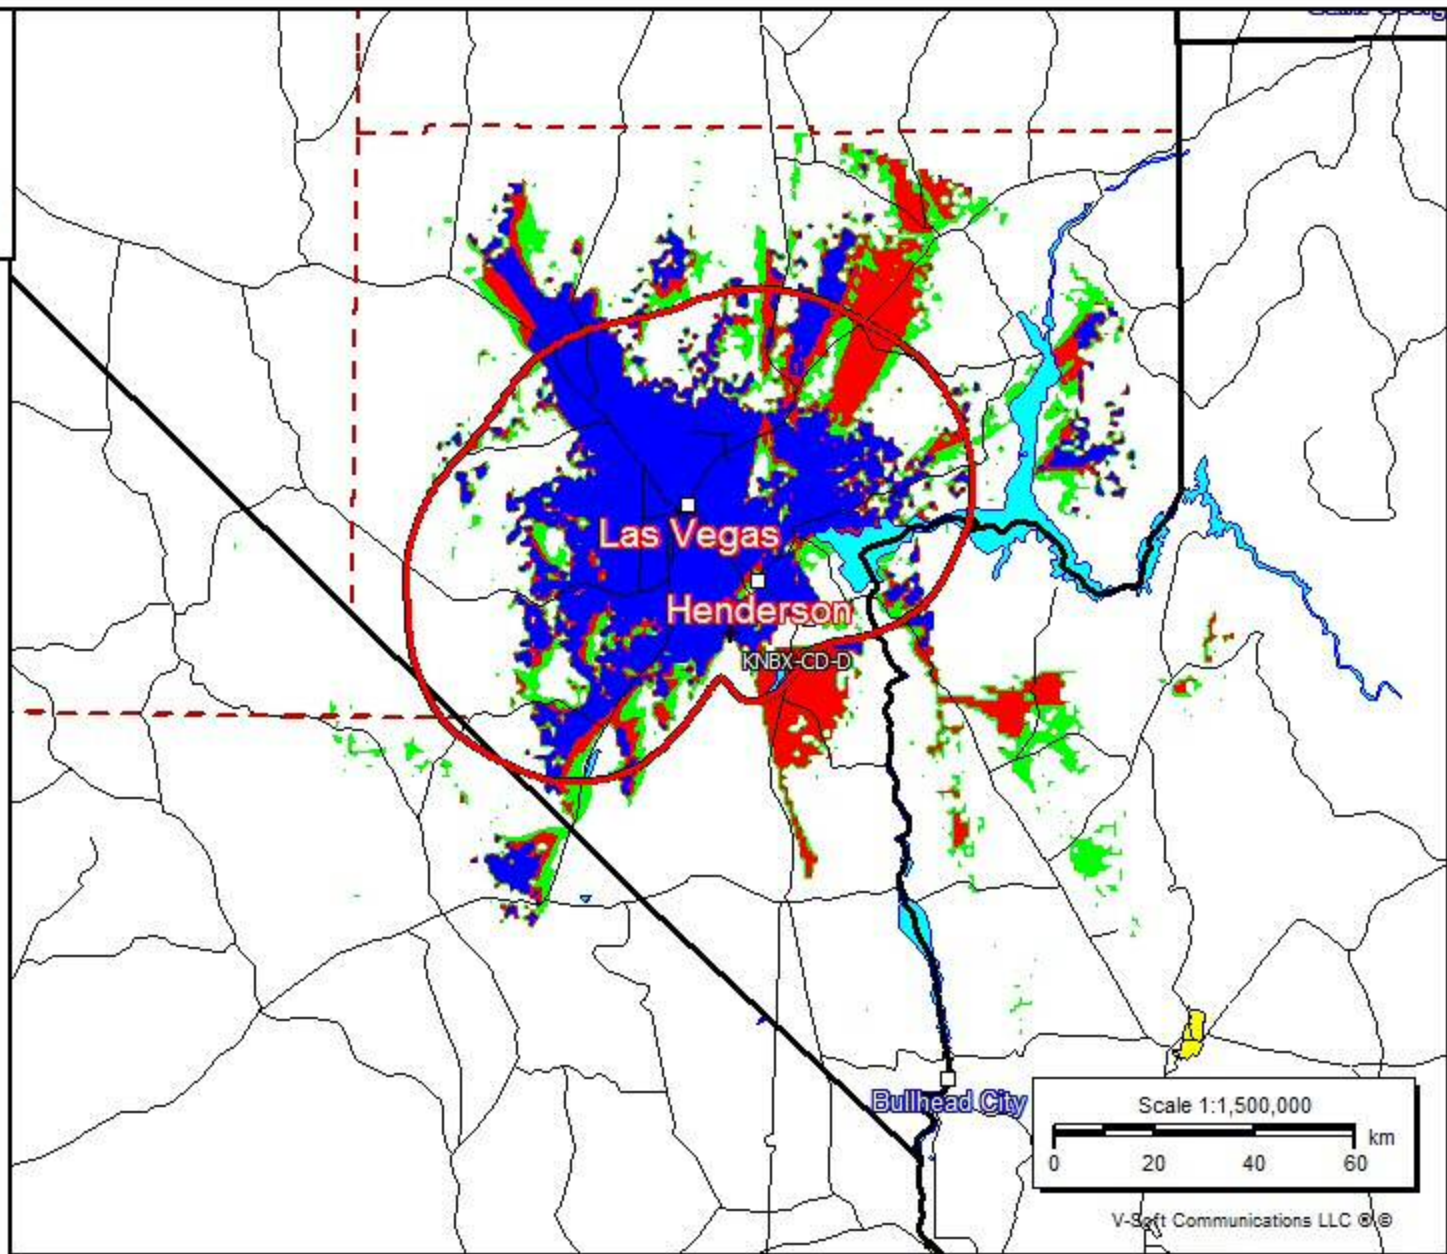 Las Vegas
Henderson
KNBX-CD-D
Bullhead City
Scale 1:1,500,000
km
0 20 40 60
V-Soft Communications LLC ® ©